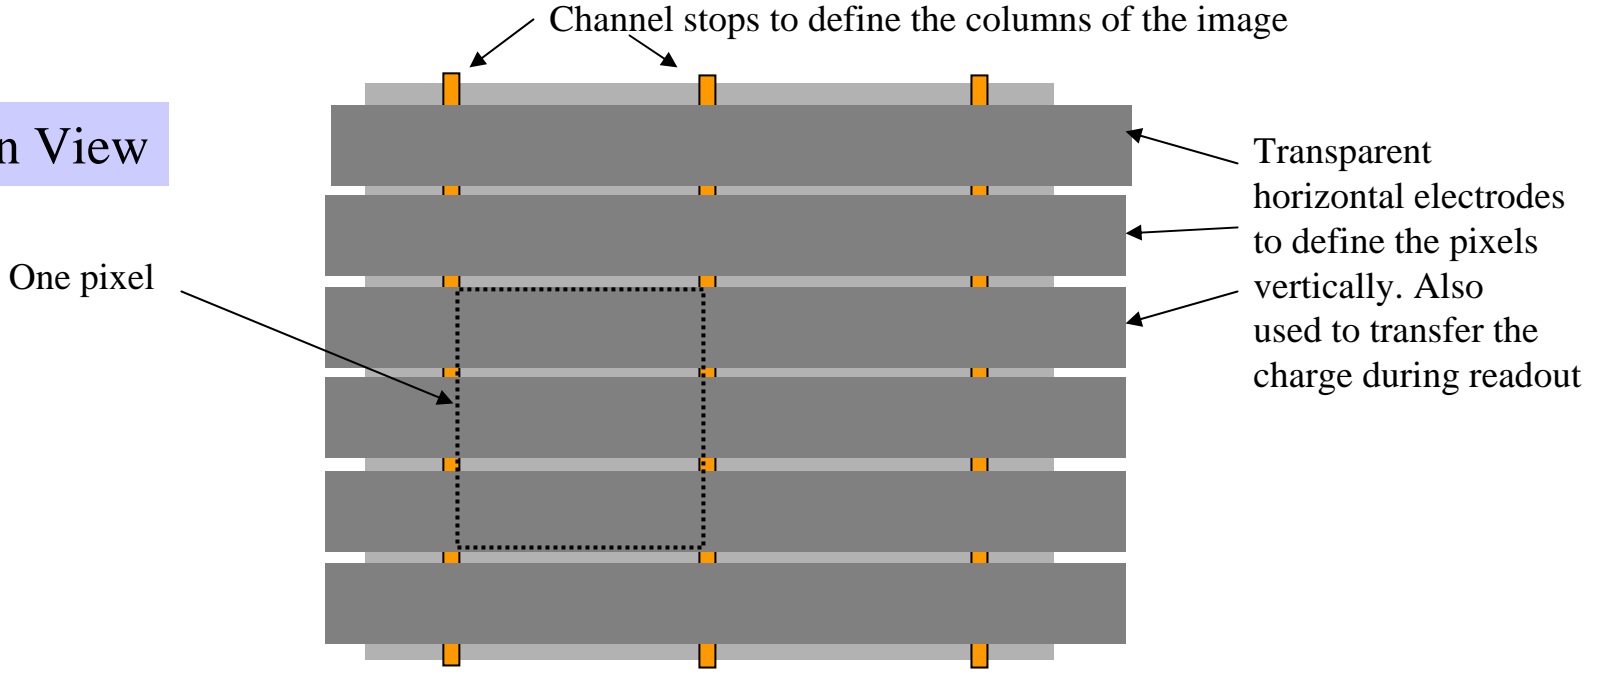 Channel stops to define the columns of the image
n View
One pixel
Transparent
horizontal electrodes
to define the pixels
vertically. Also
used to transfer the
charge during readout